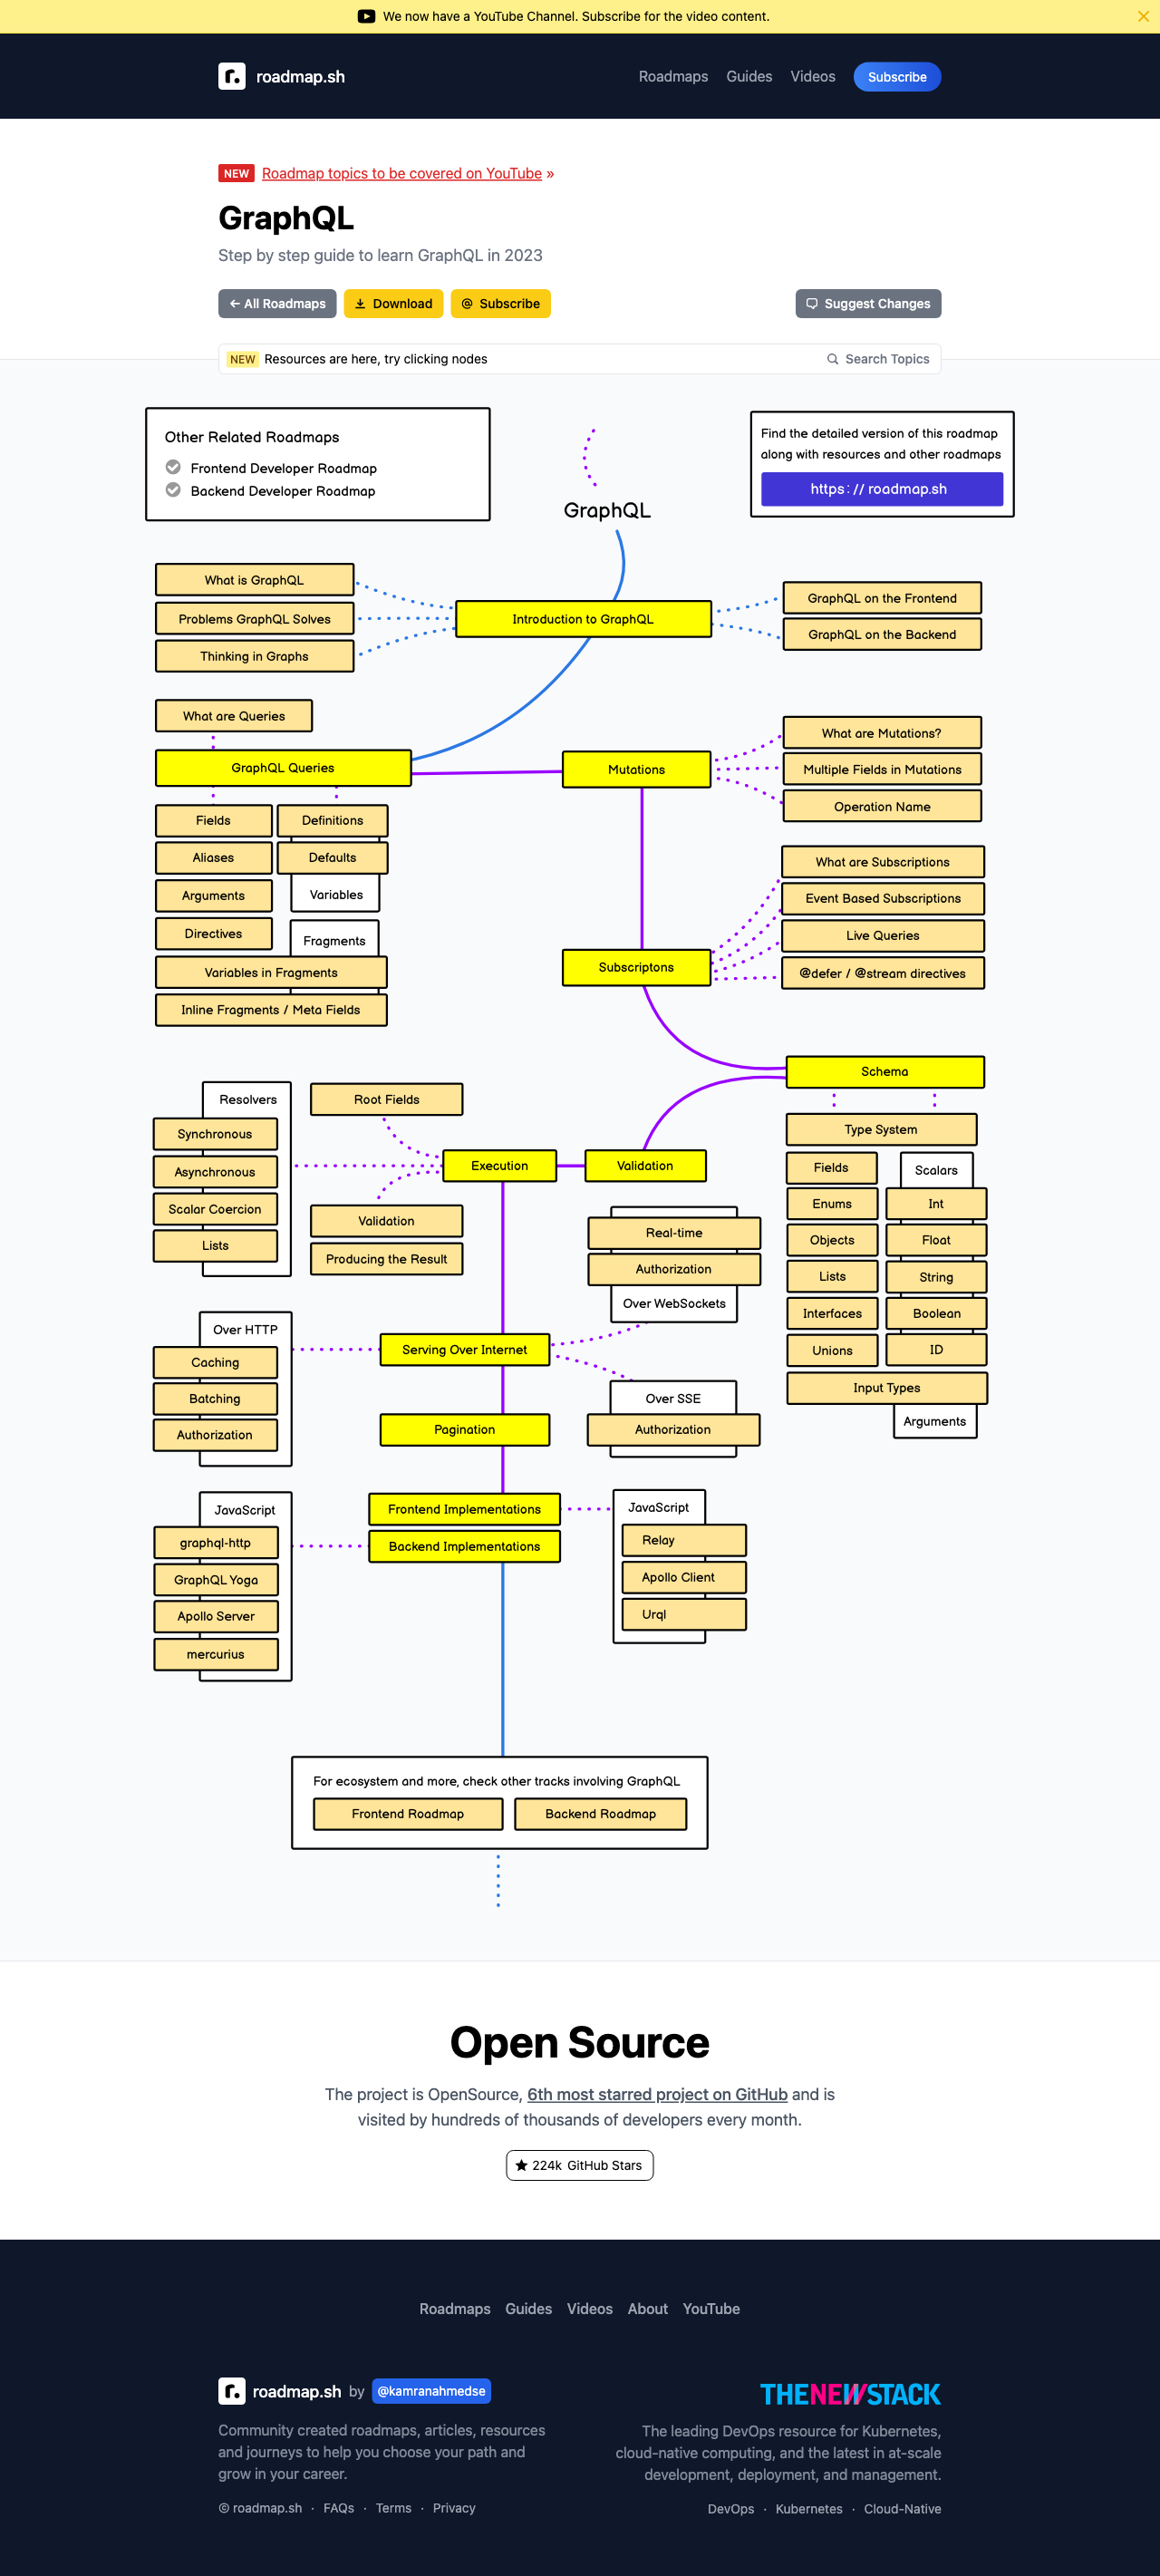 We now have a YouTube Channel. Subscribe for the video content.
roadmap.sh
Roadmaps Guides Videos Subscribe
NEW Roadmap topics to be covered on YouTube »
GraphQL
Step by step guide to learn GraphQL in 2023
← All Roadmaps Download Subscribe Suggest Changes
NEW Resources are here, try clicking nodes Search Topics
Other Related Roadmaps
Frontend Developer Roadmap
Backend Developer Roadmap
Find the detailed version of this roadmap
along with resources and other roadmaps
https: // roadmap.sh
GraphQL
What is GraphQL
Problems GraphQL Solves
Thinking in Graphs
Introduction to GraphQL
GraphQL on the Frontend
GraphQL on the Backend
What are Queries
GraphQL Queries
Fields
Aliases
Arguments
Directives
Definitions
Defaults
Variables
Fragments
Variables in Fragments
Inline Fragments / Meta Fields
Mutations
What are Mutations?
Multiple Fields in Mutations
Operation Name
Subscriptons
What are Subscriptions
Event Based Subscriptions
Live Queries
@defer / @stream directives
Schema
Type System
Fields
Enums
Objects
Lists
Interfaces
Unions
Scalars
Int
Float
String
Boolean
ID
Input Types
Arguments
Validation
Execution
Root Fields
Resolvers
Synchronous
Asynchronous
Scalar Coercion
Lists
Validation
Producing the Result
Serving Over Internet
Real-time
Authorization
Over WebSockets
Over HTTP
Caching
Batching
Authorization
Over SSE
Authorization
Pagination
Frontend Implementations
Backend Implementations
JavaScript
Relay
Apollo Client
Urql
JavaScript
graphql-http
GraphQL Yoga
Apollo Server
mercurius
For ecosystem and more, check other tracks involving GraphQL
Frontend Roadmap Backend Roadmap
Open Source
The project is OpenSource, 6th most starred project on GitHub and is
visited by hundreds of thousands of developers every month.
224k GitHub Stars
Roadmaps Guides Videos About YouTube
roadmap.sh by @kamranahmedse
Community created roadmaps, articles, resources
and journeys to help you choose your path and
grow in your career.
© roadmap.sh · FAQs · Terms · Privacy
THENEWSTACK
The leading DevOps resource for Kubernetes,
cloud-native computing, and the latest in at-scale
development, deployment, and management.
DevOps · Kubernetes · Cloud-Native